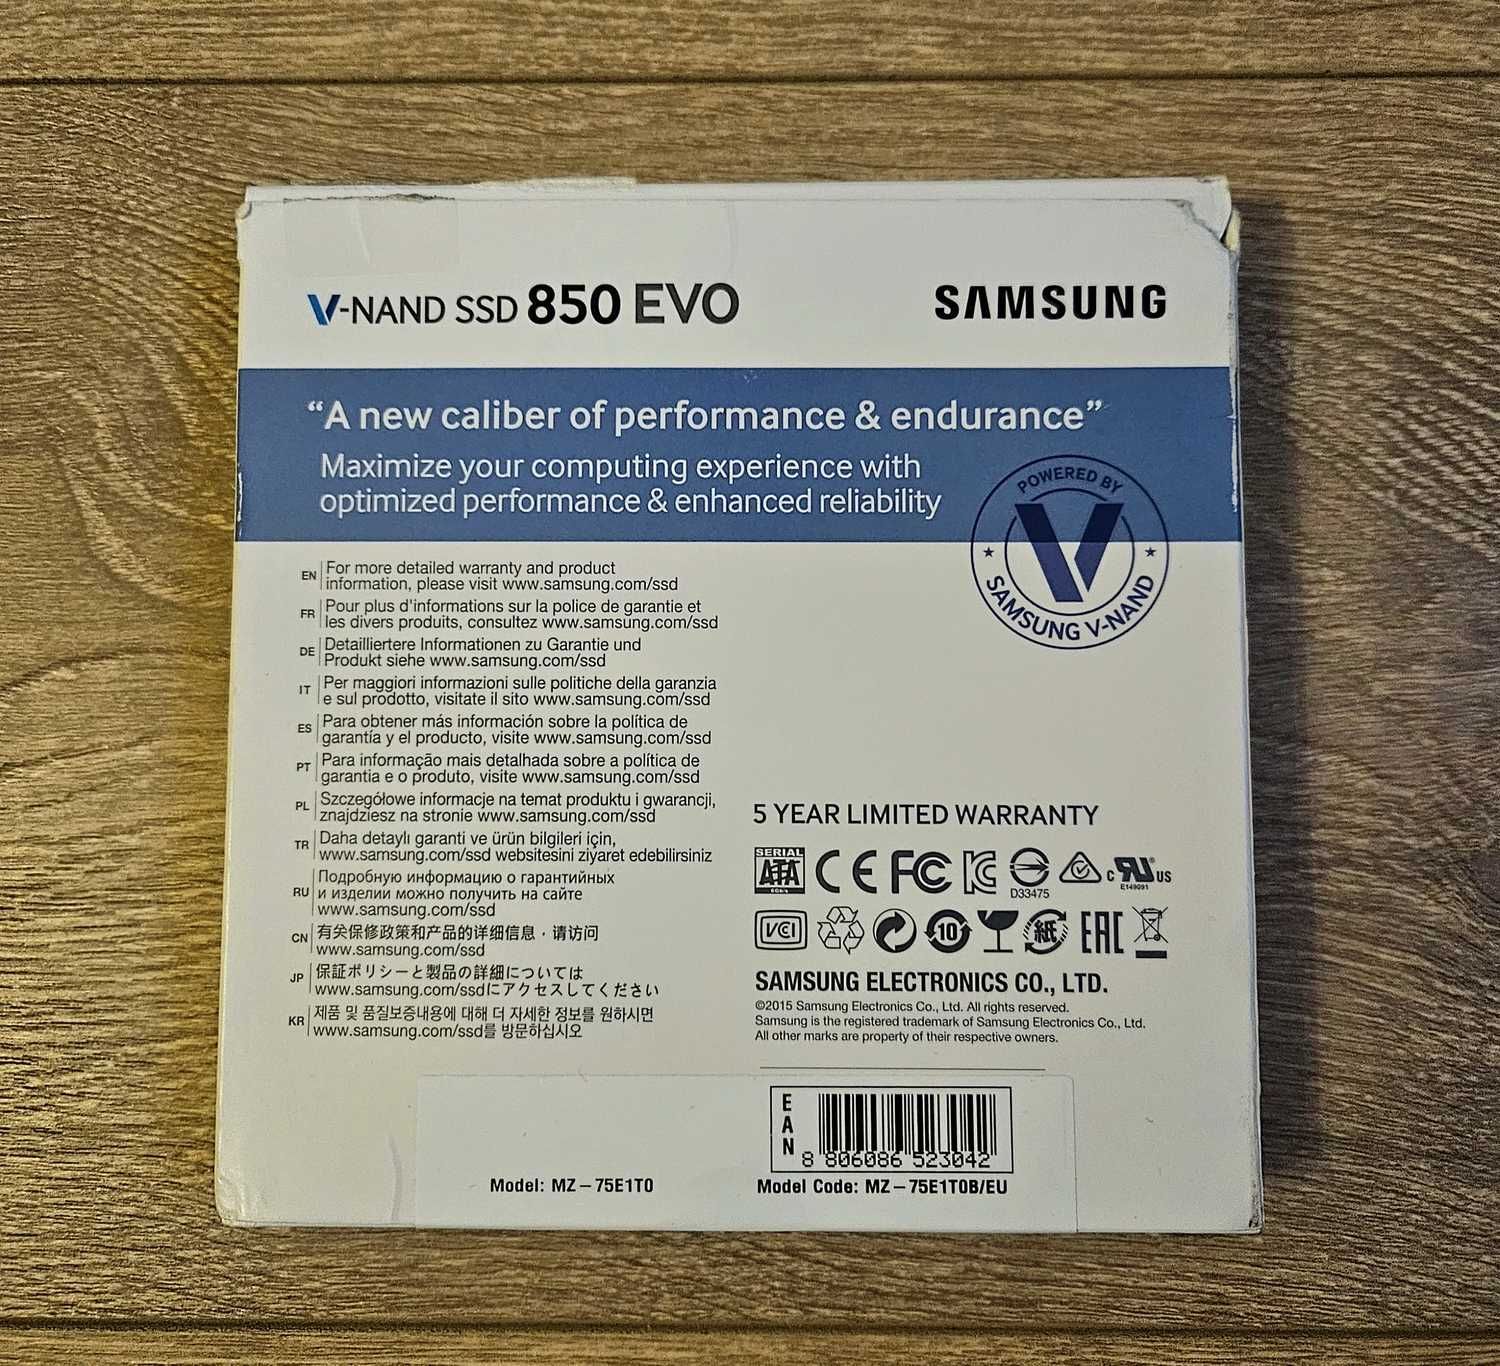 V-NAND SSD 850 EVO
SAMSUNG
“A new caliber of performance & endurance”
Maximize your computing experience with
optimized performance & enhanced reliability
POWERED BY
V
SAMSUNG V-NAND
EN For more detailed warranty and product
information, please visit www.samsung.com/ssd
FR Pour plus d'informations sur la police de garantie et
les divers produits, consultez www.samsung.com/ssd
DE Detailliertere Informationen zu Garantie und
Produkt siehe www.samsung.com/ssd
IT Per maggiori informazioni sulle politiche della garanzia
e sul prodotto, visitate il sito www.samsung.com/ssd
ES Para obtener más información sobre la política de
garantía y el producto, visite www.samsung.com/ssd
PT Para informação mais detalhada sobre a política de
garantia e o produto, visite www.samsung.com/ssd
PL Szczegółowe informacje na temat produktu i gwarancji,
znajdziesz na stronie www.samsung.com/ssd
TR Daha detaylı garanti ve ürün bilgileri için,
www.samsung.com/ssd websitesini ziyaret edebilirsiniz
RU Подробную информацию о гарантийных
и изделии можно получить на сайте
www.samsung.com/ssd
CN 有关保修政策和产品的详细信息，请访问
www.samsung.com/ssd
JP 保証ポリシーと製品の詳細については
www.samsung.com/ssdにアクセスしてください
KR 제품 및 품질보증내용에 대해 더 자세한 정보를 원하시면
www.samsung.com/ssd를 방문하십시오
5 YEAR LIMITED WARRANTY
SERIAL
ATA
6Gb/s
CE FC KC
D33475
c RU US
E149091
VCI
10
紙
EAC
SAMSUNG ELECTRONICS CO., LTD.
©2015 Samsung Electronics Co., Ltd. All rights reserved.
Samsung is the registered trademark of Samsung Electronics Co., Ltd.
All other marks are property of their respective owners.
EAN
8 806086 523042
Model: MZ-75E1T0
Model Code: MZ-75E1T0B/EU